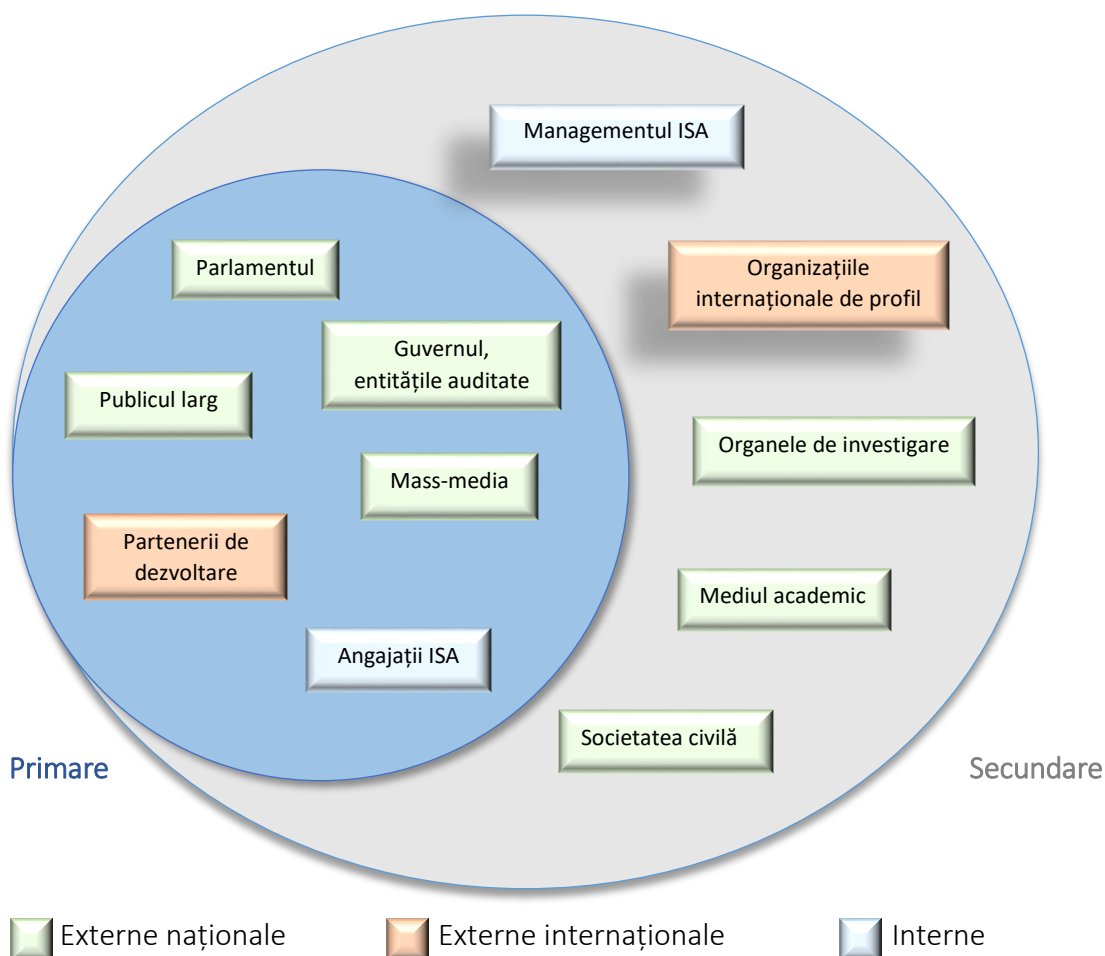 Managementul ISA
Parlamentul
Organizațiile
internaționale de profil
Guvernul,
entitățile auditate
Publicul larg
Organele de investigare
Mass-media
Partenerii de
dezvoltare
Mediul academic
Angajații ISA
Societatea civilă
Primare
Secundare
Externe naționale
Externe internaționale
Interne